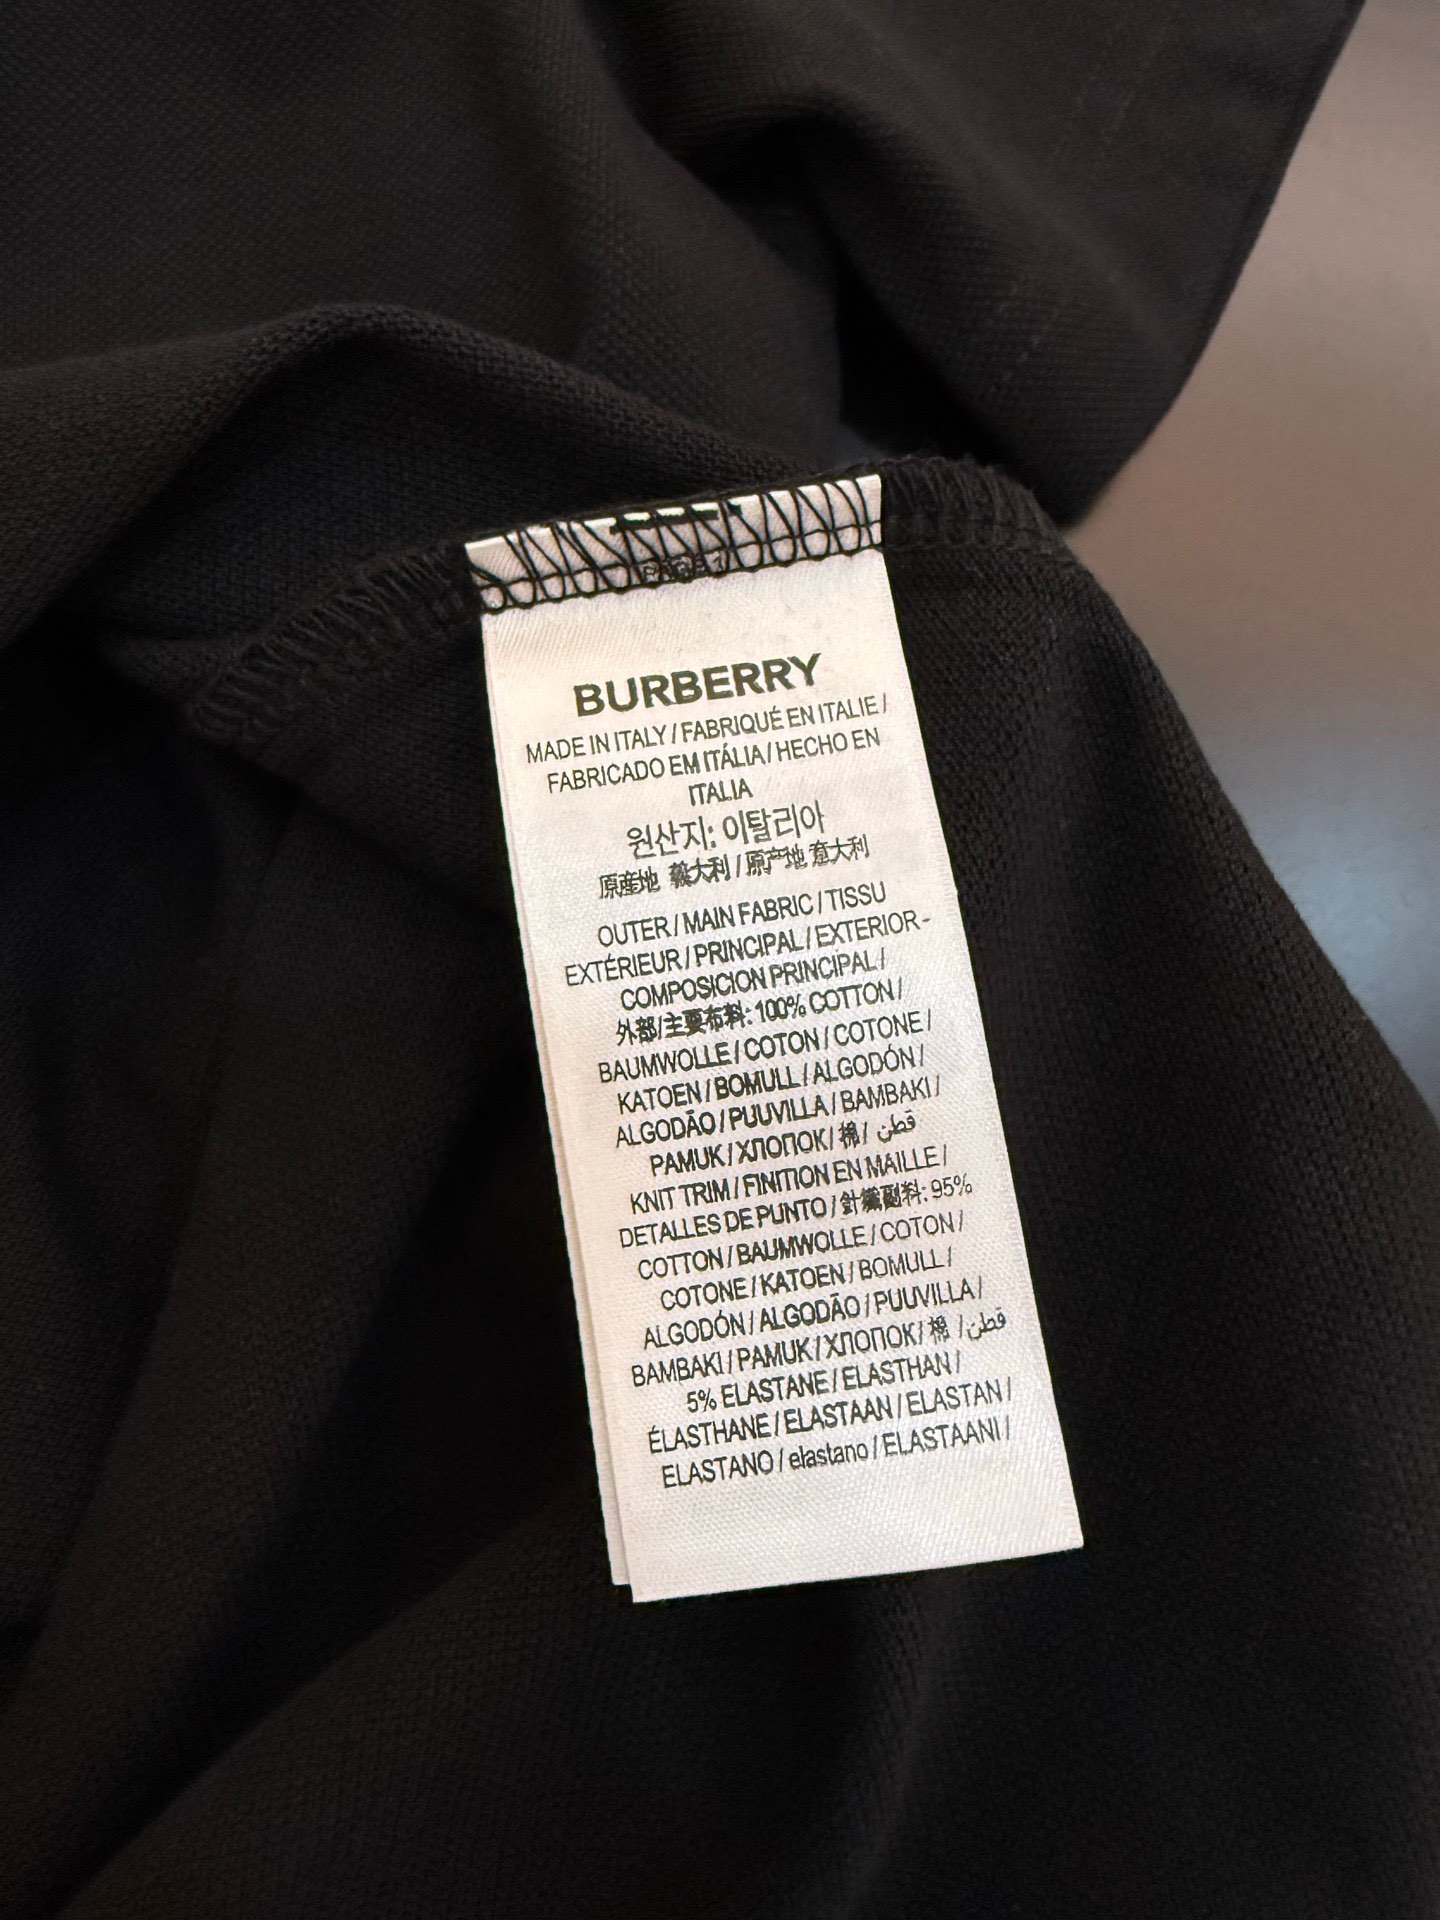 PAGE 1
BURBERRY
MADE IN ITALY / FABRIQUÉ EN ITALIE /
FABRICADO EM ITÁLIA / HECHO EN
ITALIA
원산지: 이탈리아
原産地 義大利 / 原产地 意大利
OUTER / MAIN FABRIC / TISSU
EXTÉRIEUR / PRINCIPAL / EXTERIOR -
COMPOSICION PRINCIPAL /
外部/主要布料: 100% COTTON /
BAUMWOLLE / COTON / COTONE /
KATOEN / BOMULL / ALGODÓN /
ALGODÃO / PUUVILLA / BAMBAKI /
PAMUK / ХЛОПОК / 棉 / قطن
KNIT TRIM / FINITION EN MAILLE /
DETALLES DE PUNTO / 針織副料: 95%
COTTON / BAUMWOLLE / COTON /
COTONE / KATOEN / BOMULL /
ALGODÓN / ALGODÃO / PUUVILLA /
BAMBAKI / PAMUK / ХЛОПОК / 棉 / قطن
5% ELASTANE / ELASTHAN /
ÉLASTHANE / ELASTAAN / ELASTAN /
ELASTANO / elastano / ELASTAANI /